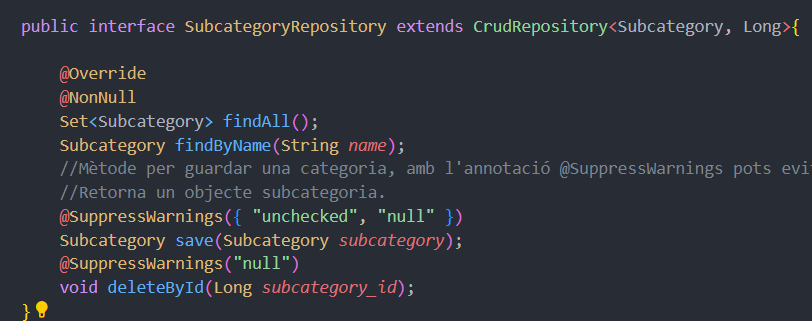 public interface SubcategoryRepository extends CrudRepository<Subcategory, Long>{
@Override
@NonNull
Set<Subcategory> findAll();
Subcategory findByName(String name);
//Mètode per guardar una categoria, amb l'annotació @SuppressWarnings pots evi
//Retorna un objecte subcategoria.
@SuppressWarnings({ "unchecked", "null" })
Subcategory save(Subcategory subcategory);
@SuppressWarnings("null")
void deleteById(Long subcategory_id);
}